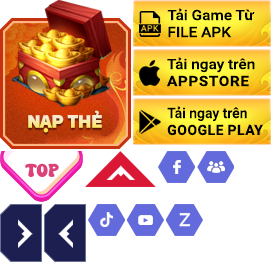 NẠP THẺ
Tải Game Từ
FILE APK
APK
Tải ngay trên
APPSTORE
Tải ngay trên
GOOGLE PLAY
TOP
Z